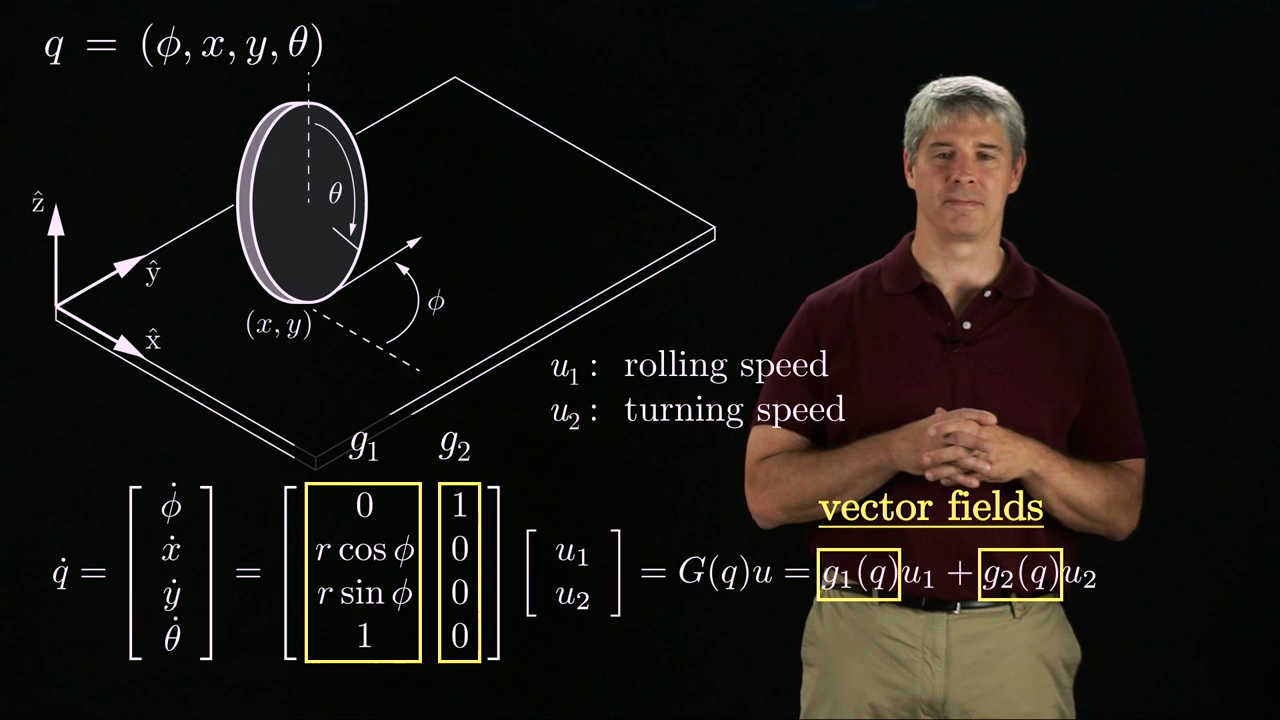 q = (ϕ, x, y, θ)
θ
ẑ
ŷ
ϕ
(x, y)
x̂
u₁ : rolling speed
u₂ : turning speed
g₁ g₂
vector fields
q̇ = [ϕ̇ ẋ ẏ θ̇] = [0 1
r cos ϕ 0
r sin ϕ 0
1 0] [u₁ u₂] = G(q)u = g₁(q)u₁ + g₂(q)u₂